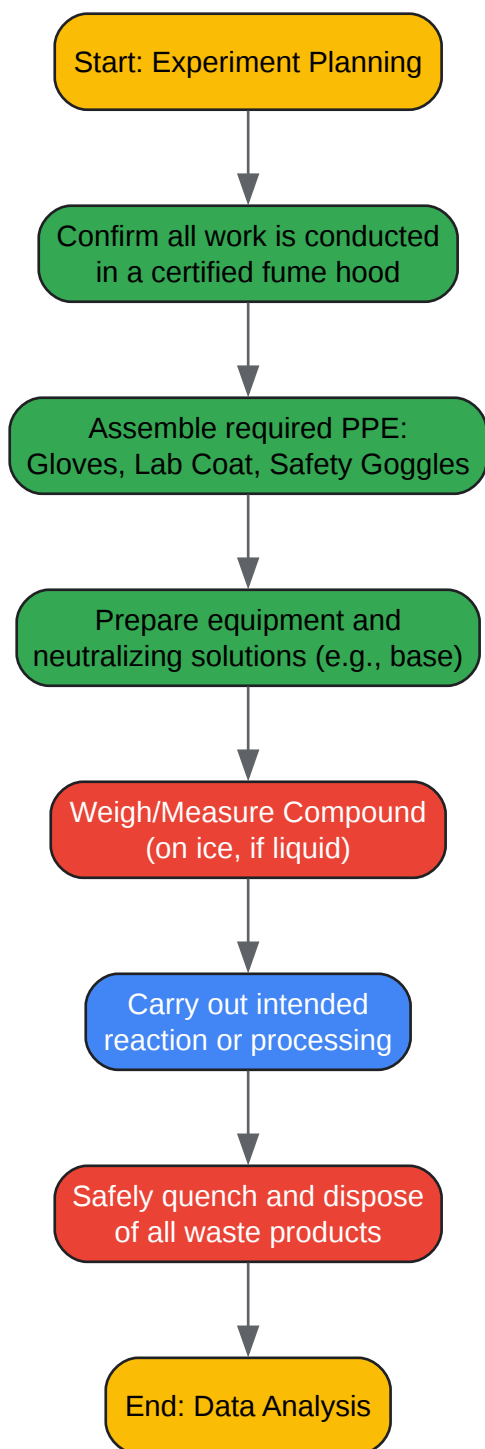 Start: Experiment Planning
Confirm all work is conducted
in a certified fume hood
Assemble required PPE:
Gloves, Lab Coat, Safety Goggles
Prepare equipment and
neutralizing solutions (e.g., base)
Weigh/Measure Compound
(on ice, if liquid)
Carry out intended
reaction or processing
Safely quench and dispose
of all waste products
End: Data Analysis